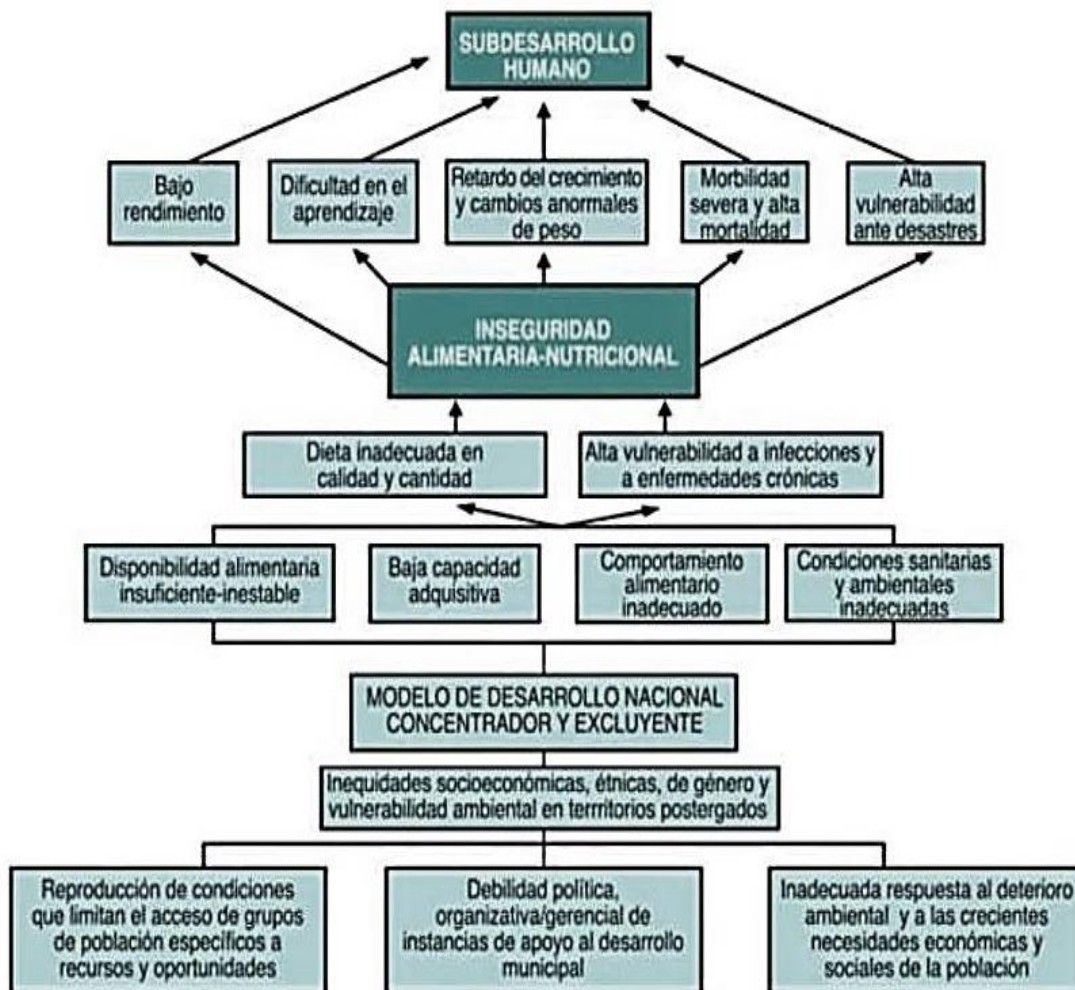 SUBDESARROLLO
HUMANO
Bajo
rendimiento
Dificultad en el
aprendizaje
Retardo del crecimiento
y cambios anormales
de peso
Morbilidad
severa y alta
mortalidad
Alta
vulnerabilidad
ante desastres
INSEGURIDAD
ALIMENTARIA-NUTRICIONAL
Dieta inadecuada en
calidad y cantidad
Alta vulnerabilidad a infecciones y
a enfermedades crónicas
Disponibilidad alimentaria
insuficiente-inestable
Baja capacidad
adquisitiva
Comportamiento
alimentario
inadecuado
Condiciones sanitarias
y ambientales
inadecuadas
MODELO DE DESARROLLO NACIONAL
CONCENTRADOR Y EXCLUYENTE
Inequidades socioeconómicas, étnicas, de género y
vulnerabilidad ambiental en terrritorios postergados
Reproducción de condiciones
que limitan el acceso de grupos
de población específicos a
recursos y oportunidades
Debilidad política,
organizativa/gerencial de
instancias de apoyo al desarrollo
municipal
Inadecuada respuesta al deterioro
ambiental y a las crecientes
necesidades económicas y
sociales de la población